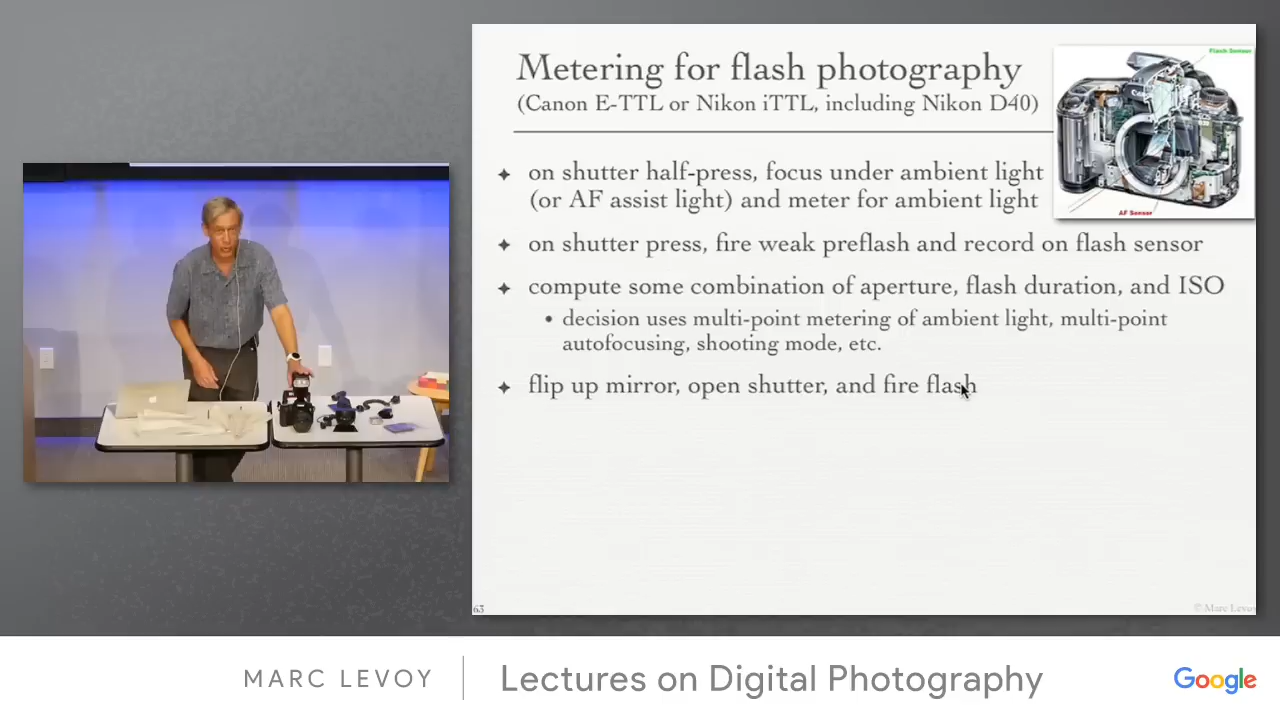 Metering for flash photography
(Canon E-TTL or Nikon iTTL, including Nikon D40)
Flash Sensor
AF Sensor
✦ on shutter half-press, focus under ambient light
(or AF assist light) and meter for ambient light
✦ on shutter press, fire weak preflash and record on flash sensor
✦ compute some combination of aperture, flash duration, and ISO
• decision uses multi-point metering of ambient light, multi-point
autofocusing, shooting mode, etc.
✦ flip up mirror, open shutter, and fire flash
63
© Marc Levoy
MARC LEVOY
Lectures on Digital Photography
Google